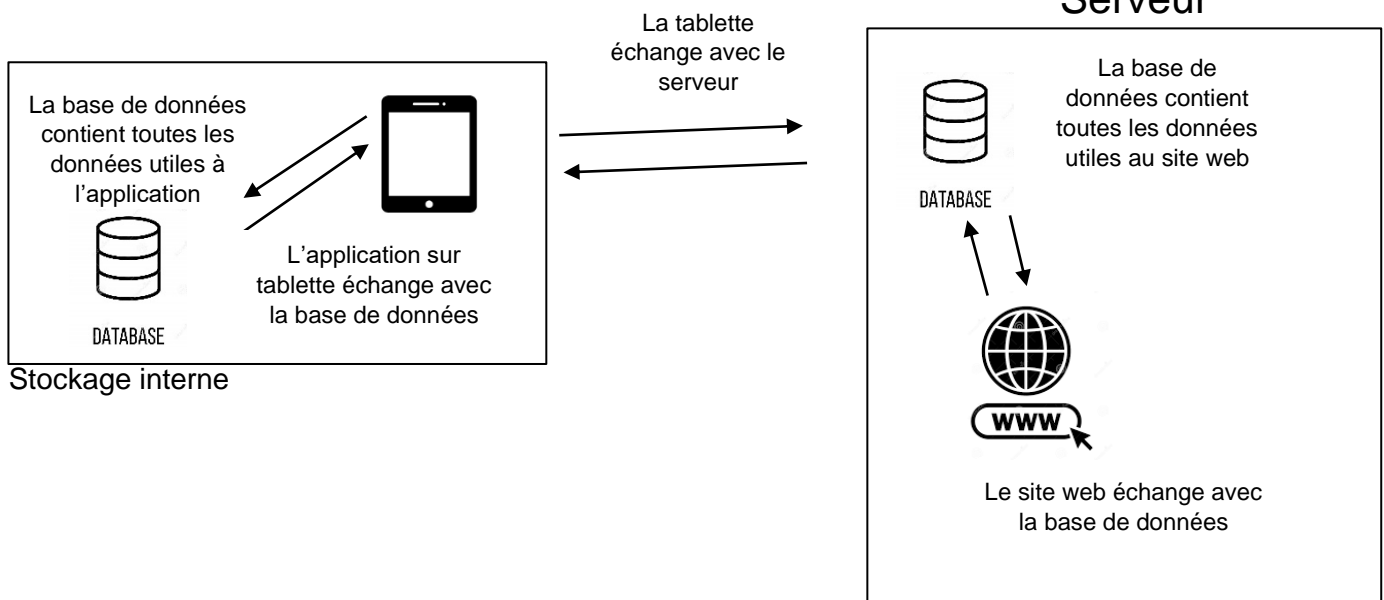 Serveur
La tablette
échange avec le
serveur
La base de données
contient toutes les
données utiles à
l’application
DATABASE
L’application sur
tablette échange avec
la base de données
Stockage interne
La base de
données contient
toutes les données
utiles au site web
DATABASE
WWW
Le site web échange avec
la base de données